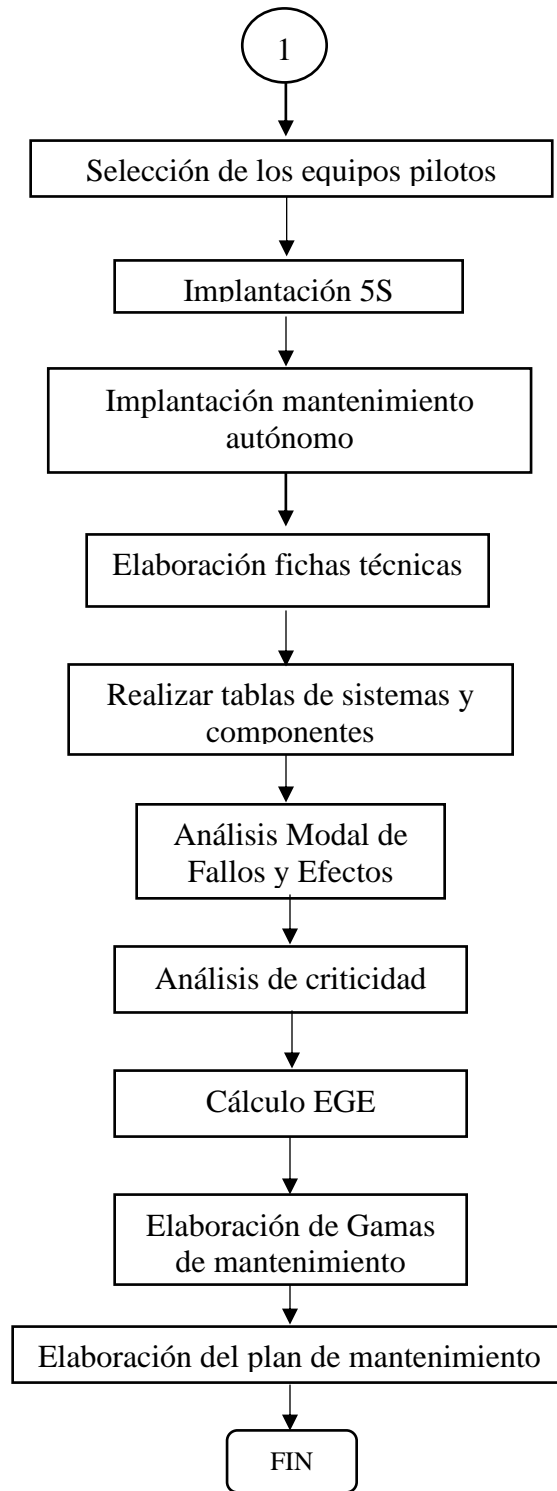 1
Selección de los equipos pilotos
Implantación 5S
Implantación mantenimiento
autónomo
Elaboración fichas técnicas
Realizar tablas de sistemas y
componentes
Análisis Modal de
Fallos y Efectos
Análisis de criticidad
Cálculo EGE
Elaboración de Gamas
de mantenimiento
Elaboración del plan de mantenimiento
FIN